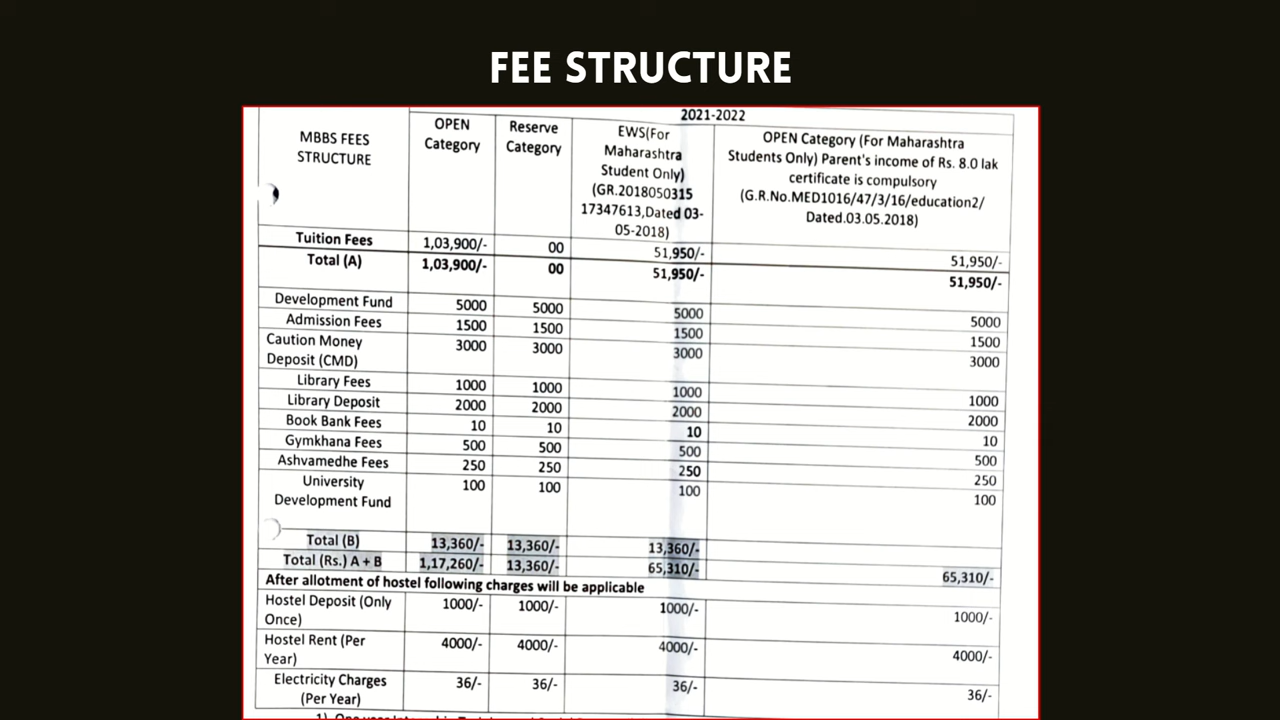 FEE STRUCTURE
2021-2022
MBBS FEES STRUCTURE | OPEN Category | Reserve Category | EWS(For Maharashtra Student Only) (GR.2018050315 17347613,Dated 03-05-2018) | OPEN Category (For Maharashtra Students Only) Parent's income of Rs. 8.0 lak certificate is compulsory (G.R.No.MED1016/47/3/16/education2/ Dated.03.05.2018)
Tuition Fees 1,03,900/- 00 51,950/- 51,950/-
Total (A) 1,03,900/- 00 51,950/- 51,950/-
Development Fund 5000 5000 5000 5000
Admission Fees 1500 1500 1500 1500
Caution Money Deposit (CMD) 3000 3000 3000 3000
Library Fees 1000 1000 1000 1000
Library Deposit 2000 2000 2000 2000
Book Bank Fees 10 10 10 10
Gymkhana Fees 500 500 500 500
Ashvamedhe Fees 250 250 250 250
University Development Fund 100 100 100 100
Total (B) 13,360/- 13,360/- 13,360/-
Total (Rs.) A + B 1,17,260/- 13,360/- 65,310/- 65,310/-
After allotment of hostel following charges will be applicable
Hostel Deposit (Only Once) 1000/- 1000/- 1000/- 1000/-
Hostel Rent (Per Year) 4000/- 4000/- 4000/- 4000/-
Electricity Charges (Per Year) 36/- 36/- 36/- 36/-